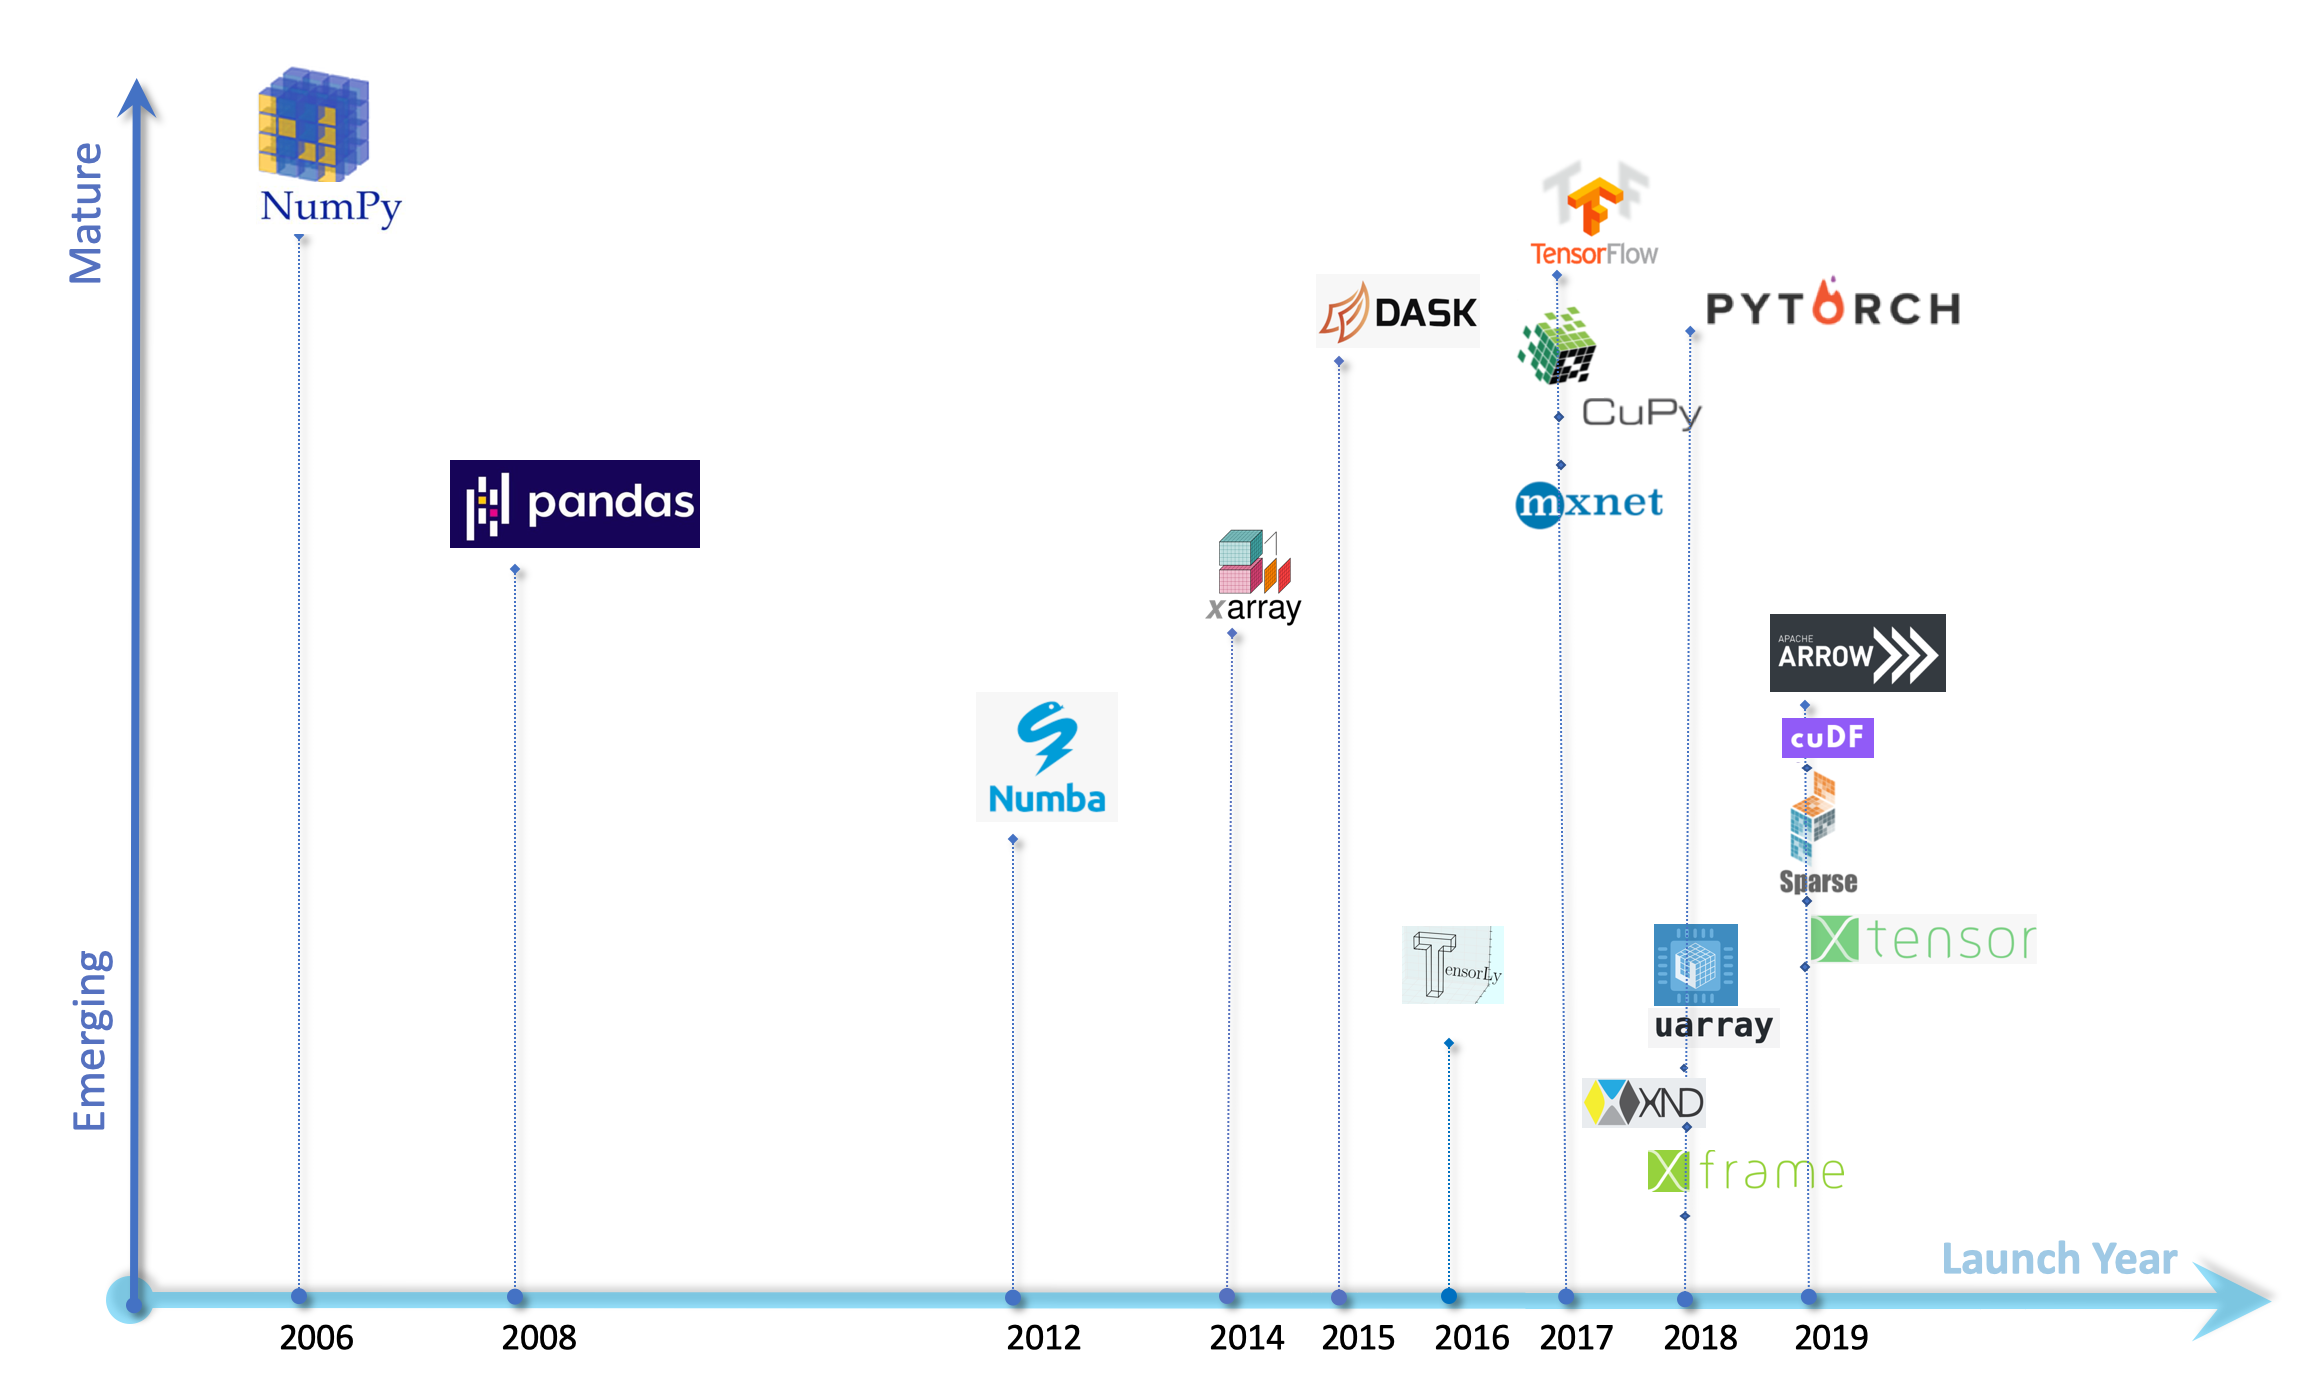 Mature
Emerging
NumPy
pandas
Numba
xarray
DASK
TensorLy
TensorFlow
CuPy
mxnet
PYTORCH
uarray
XND
Xframe
APACHE
ARROW
cuDF
Sparse
Xtensor
Launch Year
2006 2008 2012 2014 2015 2016 2017 2018 2019